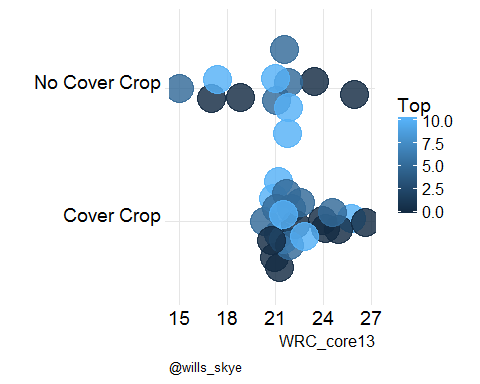 No Cover Crop
Cover Crop
Top
10.0
7.5
5.0
2.5
0.0
15 18 21 24 27
WRC_core13
@wills_skye